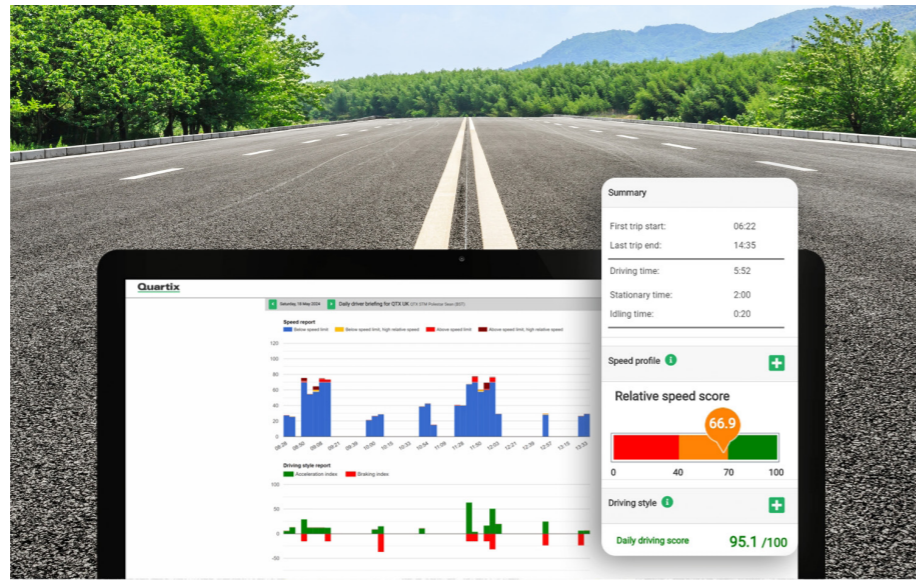 Quartix
Saturday, 18 May 2024
Daily driver briefing for QTX UK
Speed report
Below speed limit
Below speed limit, high relative speed
Above speed limit
Above speed limit, high relative speed
120
100
80
60
40
20
0
Driving style report
Acceleration index
Braking index
100
50
0
-50
Summary
First trip start: 06:22
Last trip end: 14:35
Driving time: 5:52
Stationary time: 2:00
Idling time: 0:20
Speed profile
Relative speed score
66.9
0 40 70 100
Driving style
Daily driving score 95.1 /100